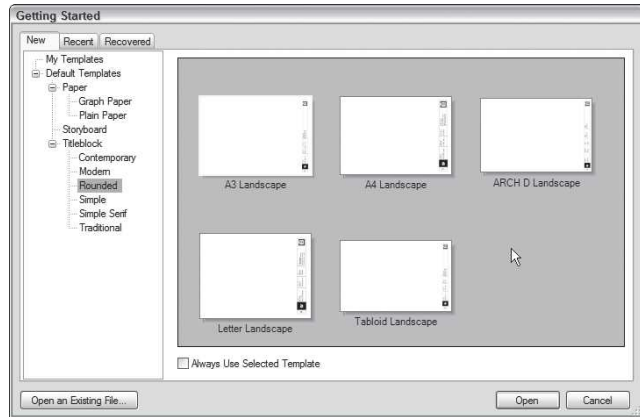 Getting Started
New Recent Recovered
My Templates
Default Templates
Paper
Graph Paper
Plain Paper
Storyboard
Titleblock
Contemporary
Modern
Rounded
Simple
Simple Serif
Traditional
A3 Landscape A4 Landscape ARCH D Landscape
Letter Landscape Tabloid Landscape
Always Use Selected Template
Open an Existing File... Open Cancel